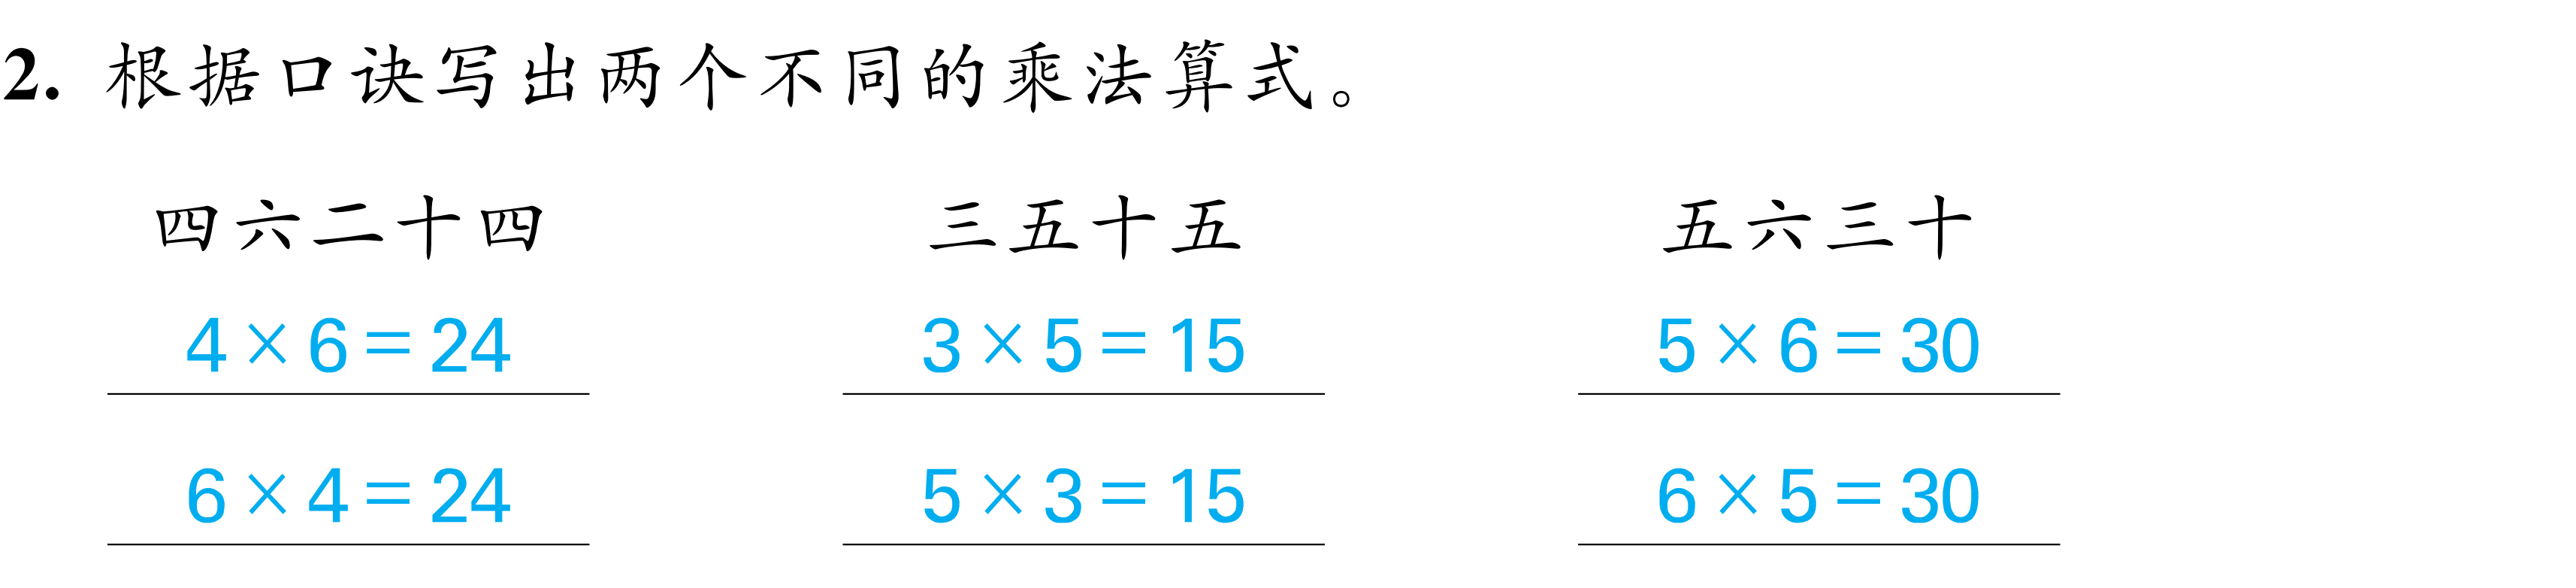 2. 根据口诀写出两个不同的乘法算式。
四六二十四 三五十五 五六三十
4×6=24 3×5=15 5×6=30
6×4=24 5×3=15 6×5=30